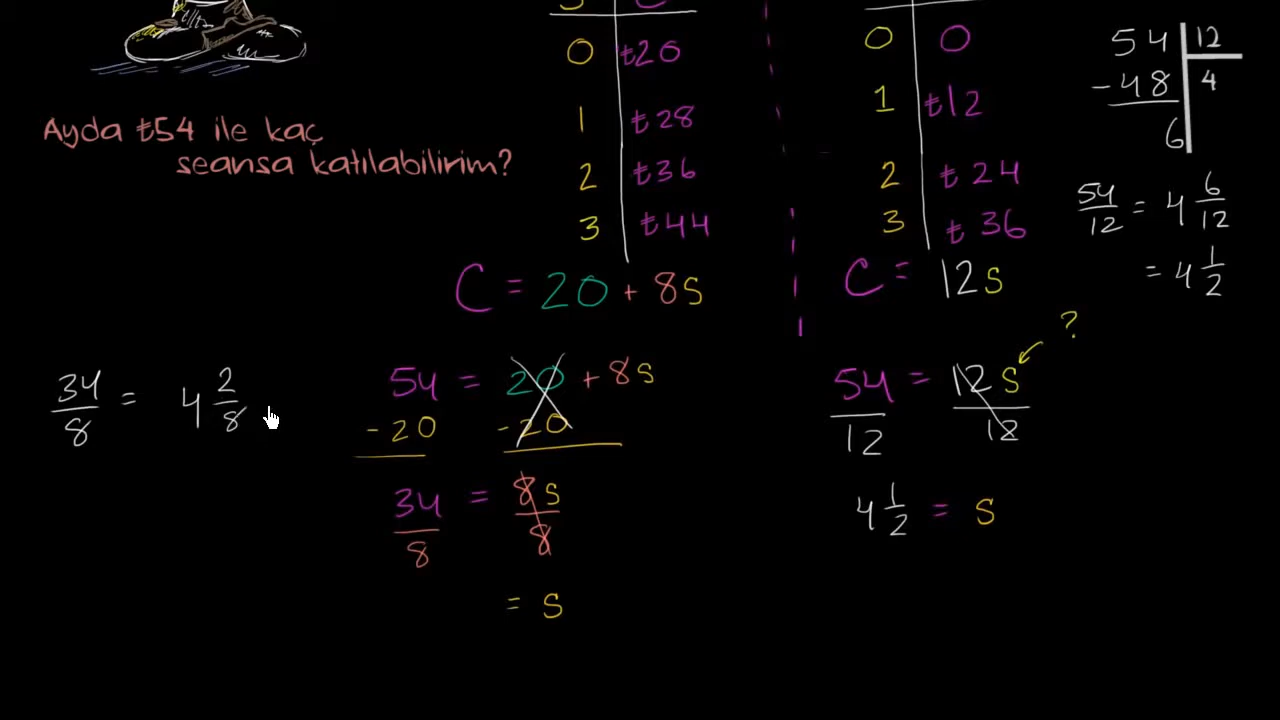 S C
0 ₺20
1 ₺28
2 ₺36
3 ₺44
C = 20 + 8s
0 0
1 ₺12
2 ₺24
3 ₺36
C = 12s
54 12
-48 4
6
54/12 = 4 6/12
= 4 1/2
Ayda ₺54 ile kaç
seansa katılabilirim?
34/8 = 4 2/8
54 = 20 + 8s
-20 -20
34/8 = 8s/8
= s
?
54/12 = 12s/12
4 1/2 = s